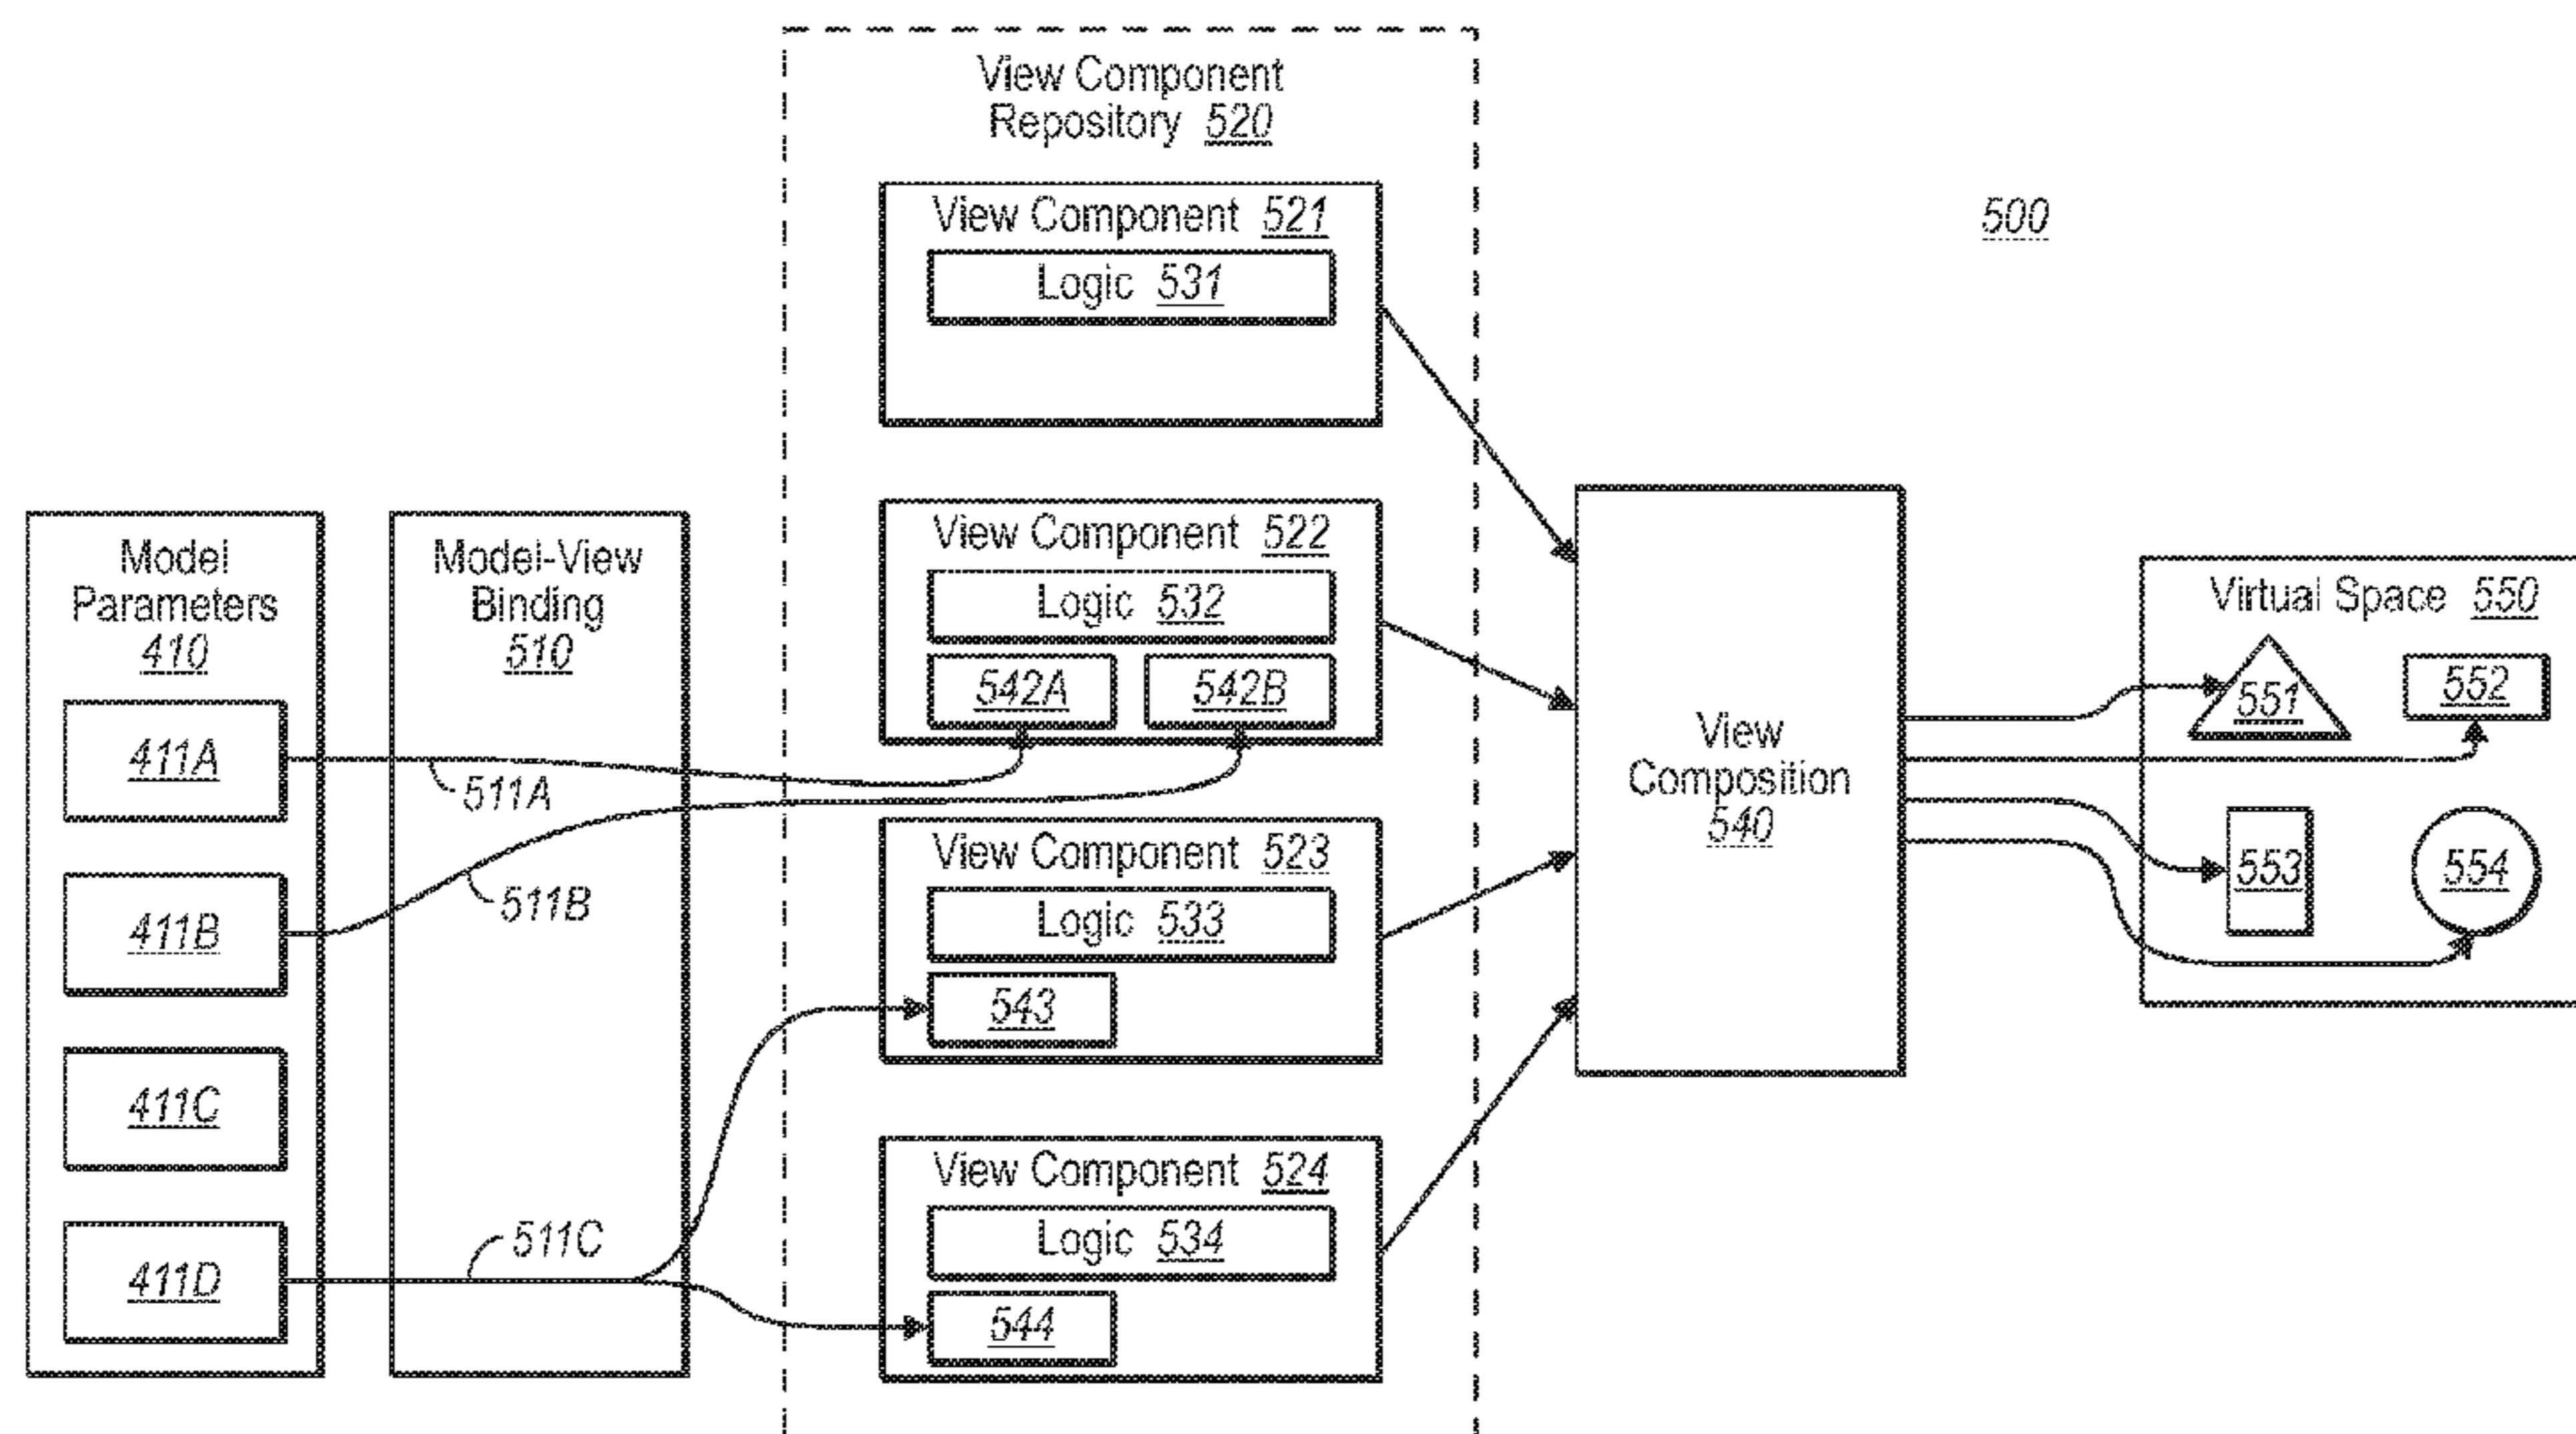 View Component
Repository 520
View Component 521
Logic 531
500
View Component 522
Logic 532
542A 542B
Model
Parameters
410
411A
411B
411C
411D
Model-View
Binding
510
511A
511B
511C
View Component 523
Logic 533
543
View Component 524
Logic 534
544
View
Composition
540
Virtual Space 550
551
552
553
554